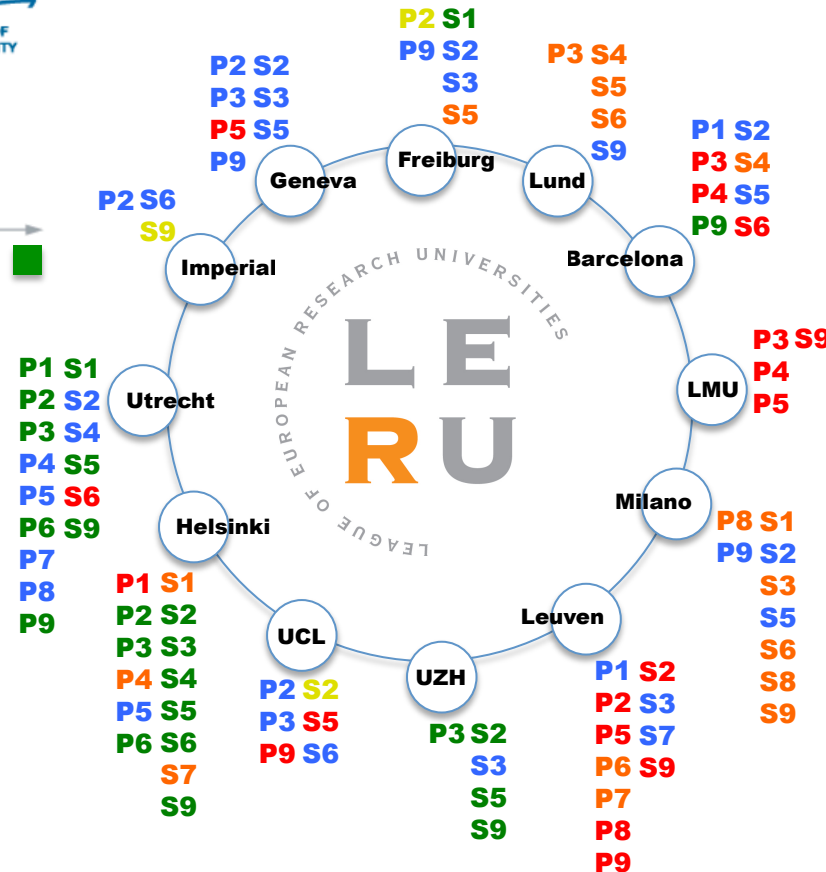 F
TY
P2 S1
P9 S2
S3
S5
Freiburg
P3 S4
S5
S6
S9
Lund
P2 S2
P3 S3
P5 S5
P9
Geneva
P1 S2
P3 S4
P4 S5
P9 S6
Barcelona
P2 S6
S9
Imperial
P3 S9
P4
P5
LMU
P1 S1
P2 S2
P3 S4
P4 S5
P5 S6
P6 S9
P7
P8
P9
Utrecht
LEAGUE OF EUROPEAN RESEARCH UNIVERSITIES
L E
R U
Milano
P8 S1
P9 S2
S3
S5
S6
S8
S9
Helsinki
P1 S1
P2 S2
P3 S3
P4 S4
P5 S5
P6 S6
S7
S9
UCL
P2 S2
P3 S5
P9 S6
UZH
P3 S2
S3
S5
S9
Leuven
P1 S2
P2 S3
P5 S7
P6 S9
P7
P8
P9